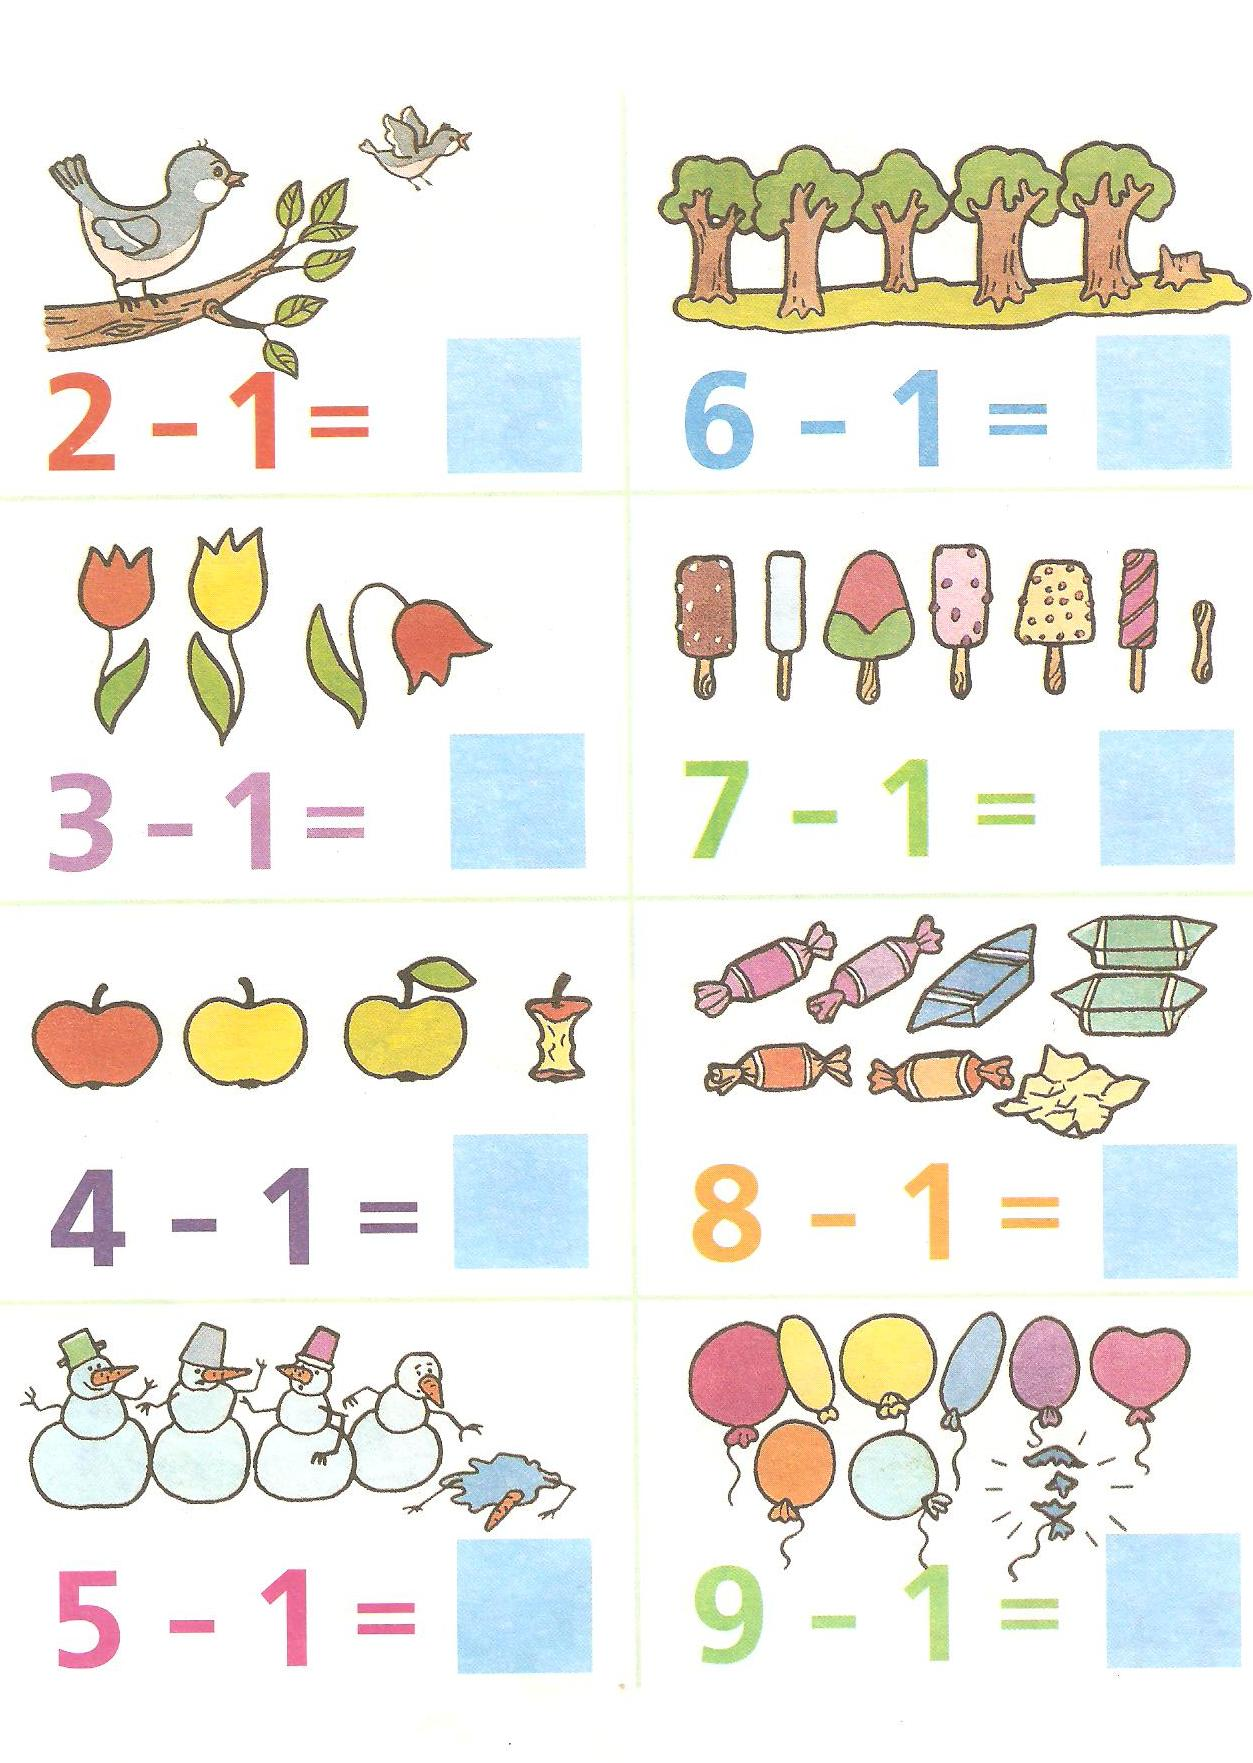 2 – 1 =
6 – 1 =
3 – 1 =
7 – 1 =
4 – 1 =
8 – 1 =
5 – 1 =
9 – 1 =